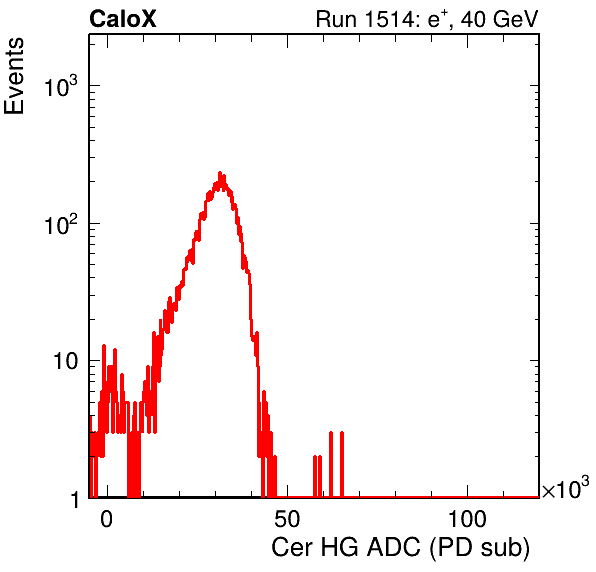 CaloX
Run 1514: e+, 40 GeV
Events
10³
10²
10
1
0
50
100
×10³
Cer HG ADC (PD sub)